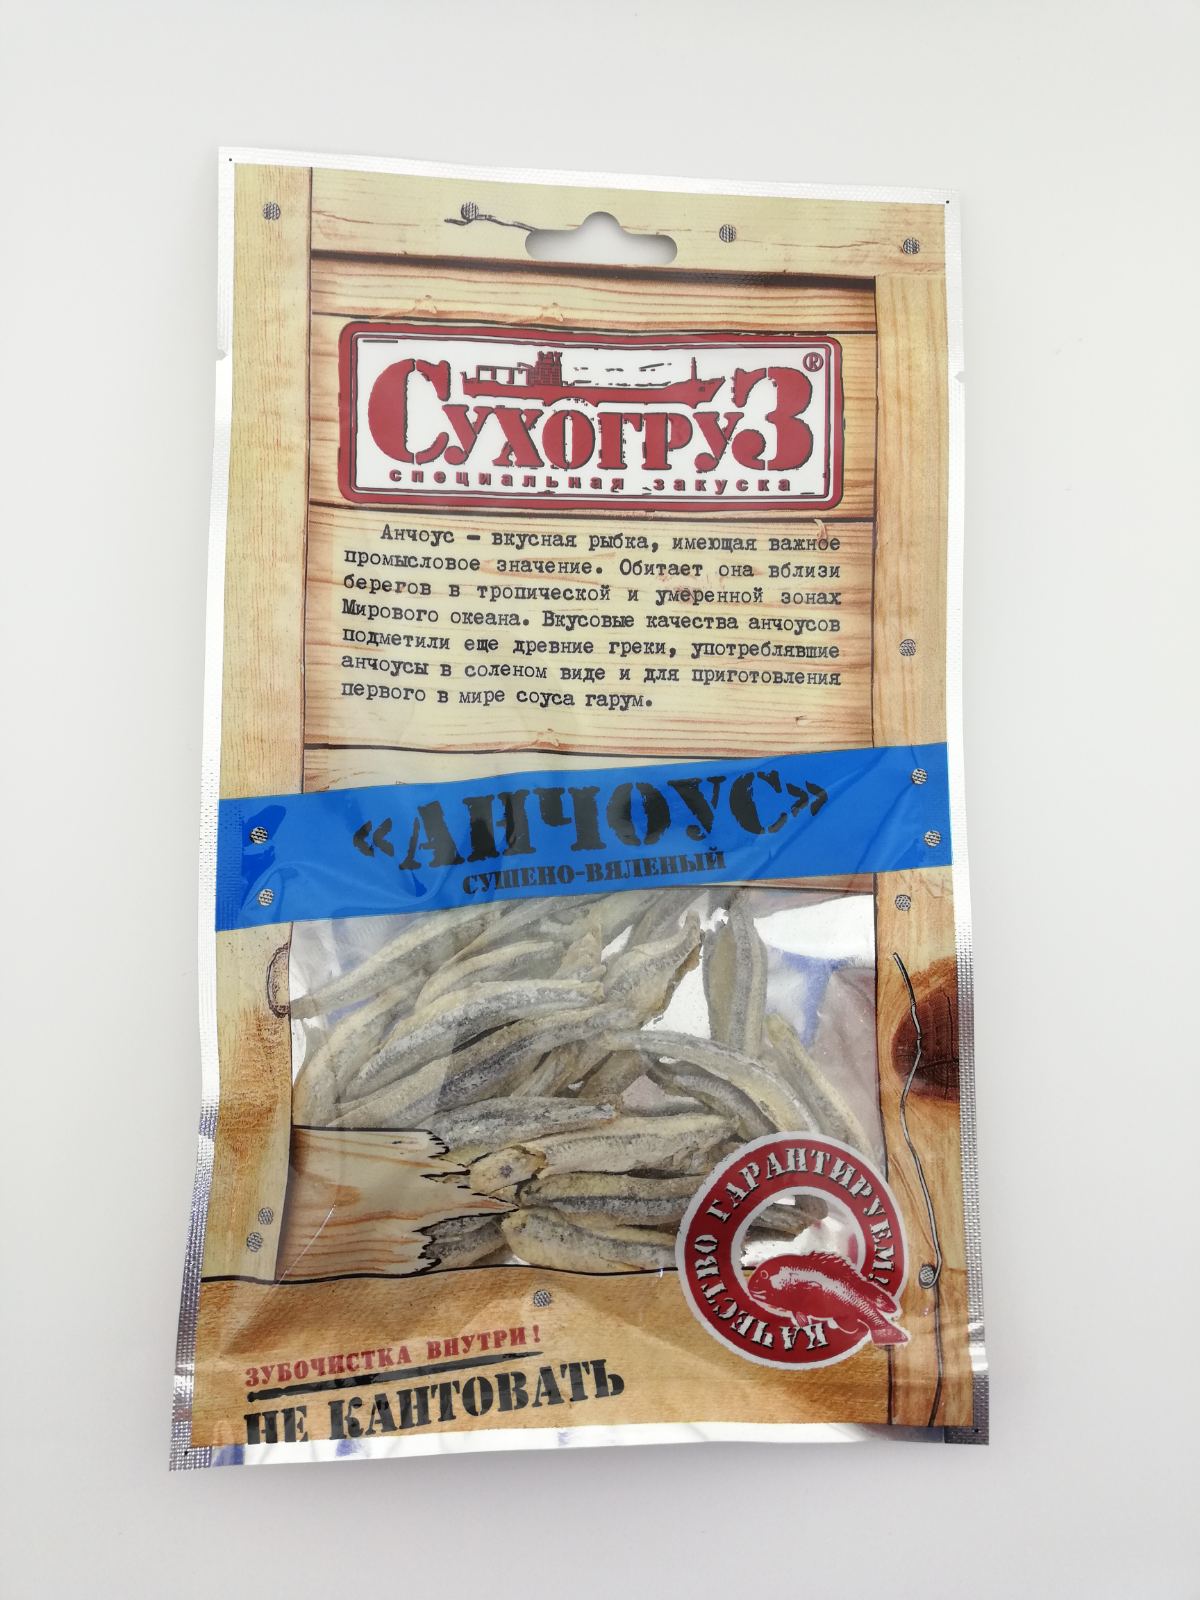 СУХОГРУЗ®
специальная закуска
Анчоус – вкусная рыбка, имеющая важное
промысловое значение. Обитает она вблизи
берегов в тропической и умеренной зонах
Мирового океана. Вкусовые качества анчоусов
подметили еще древние греки, употреблявшие
анчоусы в соленом виде и для приготовления
первого в мире соуса гарум.
«АНЧОУС»
СУШЕНО-ВЯЛЕНЫЙ
КАЧЕСТВО ГАРАНТИРУЕМ!
ЗУБОЧИСТКА ВНУТРИ!
НЕ КАНТОВАТЬ